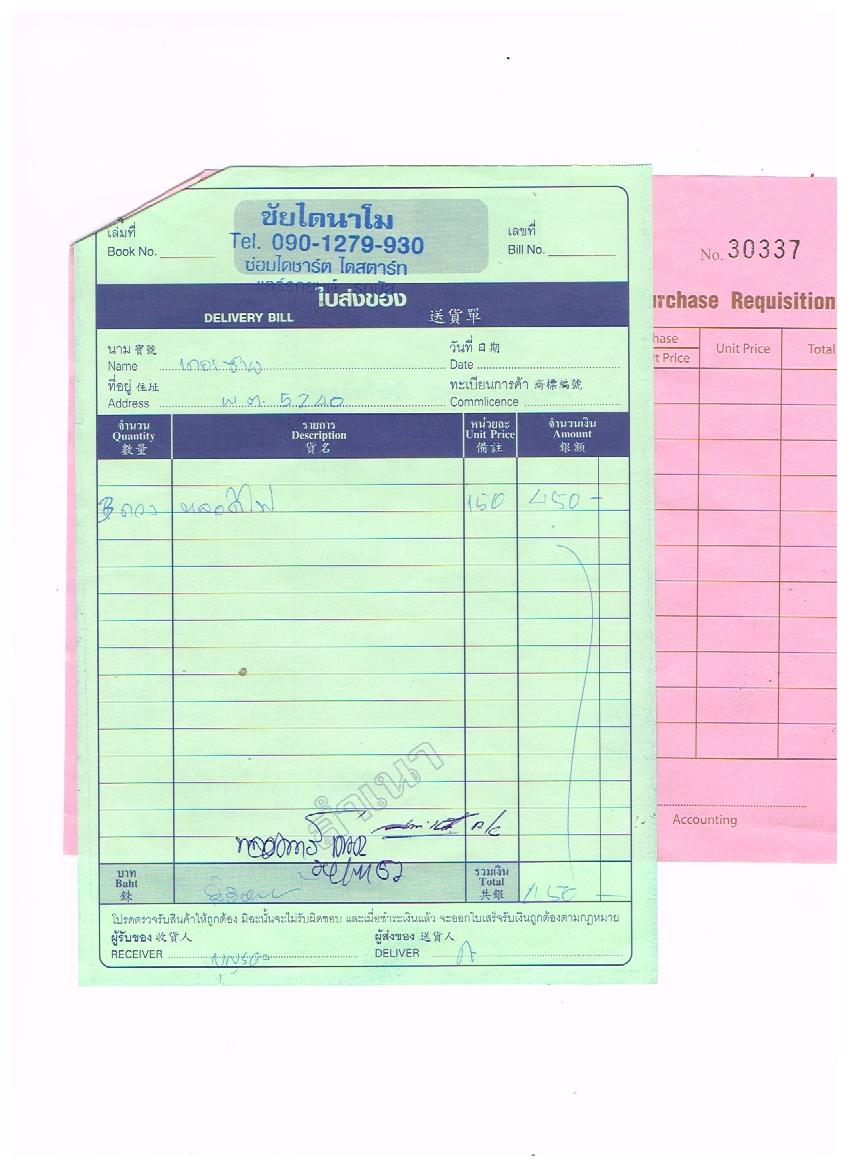 ชัยไดนาโม
Tel. 090-1279-930
ซ่อมไดชาร์ต ไดสตาร์ท
เล่มที่
Book No.
เลขที่
Bill No.
ใบส่งของ
DELIVERY BILL 送貨單
นาม 寳號
Name
วันที่ 日期
Date
ที่อยู่ 住址
Address พ ต. 5240
ทะเบียนการค้า 商標編號
Commlicence
จำนวน รายการ หน่วยละ จำนวนเงิน
Quantity Description Unit Price Amount
數量 貨名 備註 銀額
3 ดวง หลอดไฟ 150 450 -
สำเนา
A/C
บาท
Baht
銖
รวมเงิน
Total
共銀
450 -
โปรดตรวจรับสินค้าให้ถูกต้อง มิฉะนั้นจะไม่รับผิดชอบ และเมื่อชำระเงินแล้ว จะออกใบเสร็จรับเงินถูกต้องตามกฎหมาย
ผู้รับของ 收貨人
RECEIVER
ผู้ส่งของ 送貨人
DELIVER
No. 30337
urchase Requisition
hase
t Price
Unit Price
Total
Accounting